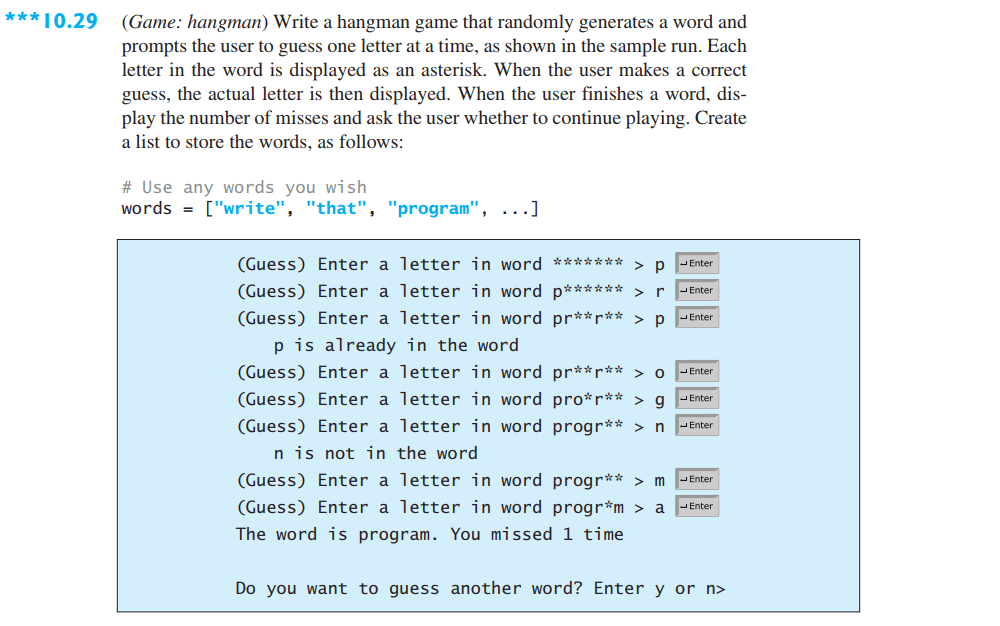 ***10.29 (Game: hangman) Write a hangman game that randomly generates a word and
prompts the user to guess one letter at a time, as shown in the sample run. Each
letter in the word is displayed as an asterisk. When the user makes a correct
guess, the actual letter is then displayed. When the user finishes a word, dis-
play the number of misses and ask the user whether to continue playing. Create
a list to store the words, as follows:
# Use any words you wish
words = ["write", "that", "program", ...]
(Guess) Enter a letter in word ******* > p ↵Enter
(Guess) Enter a letter in word p****** > r ↵Enter
(Guess) Enter a letter in word pr**r** > p ↵Enter
p is already in the word
(Guess) Enter a letter in word pr**r** > o ↵Enter
(Guess) Enter a letter in word pro*r** > g ↵Enter
(Guess) Enter a letter in word progr** > n ↵Enter
n is not in the word
(Guess) Enter a letter in word progr** > m ↵Enter
(Guess) Enter a letter in word progr*m > a ↵Enter
The word is program. You missed 1 time
Do you want to guess another word? Enter y or n>